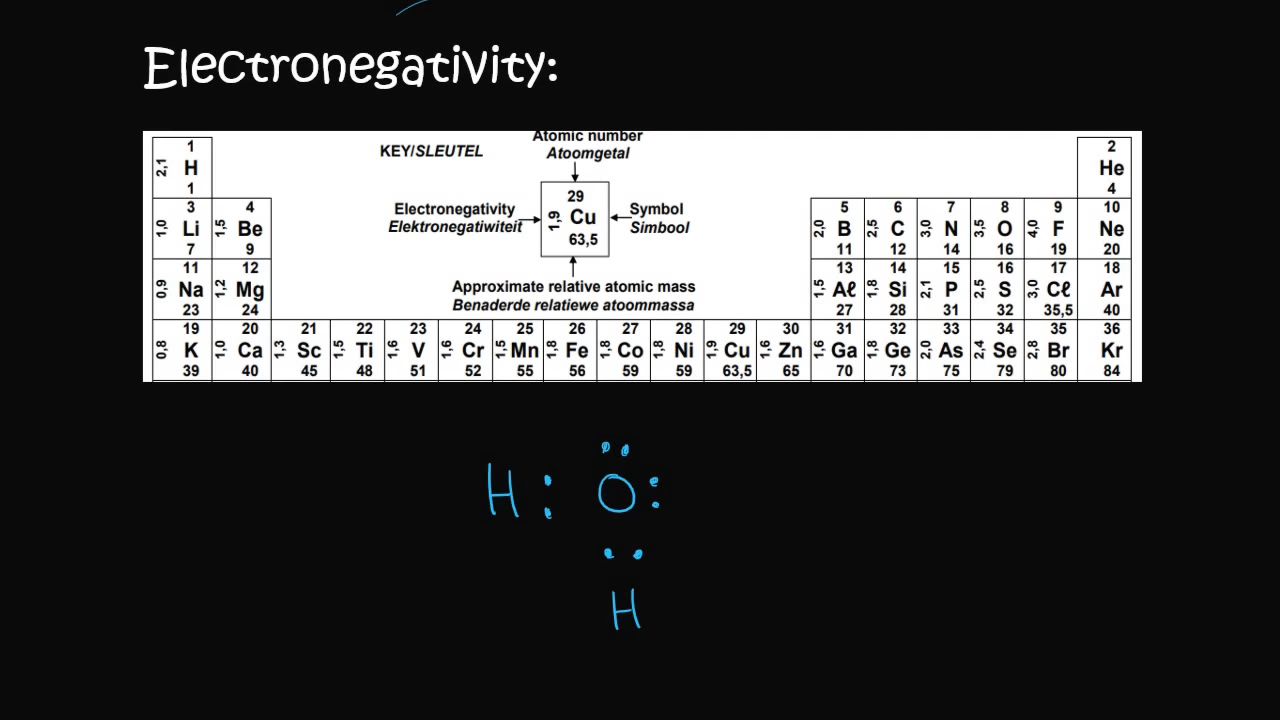 Electronegativity:
KEY/SLEUTEL
Atomic number
Atoomgetal
29
1,9 Cu
63,5
Electronegativity
Elektronegatiwiteit
Symbol
Simbool
Approximate relative atomic mass
Benaderde relatiewe atoommassa
1 2
2,1 H He
1 4
3 4 5 6 7 8 9 10
1,0 Li 1,5 Be 2,0 B 2,5 C 3,0 N 3,5 O 4,0 F Ne
7 9 11 12 14 16 19 20
11 12 13 14 15 16 17 18
0,9 Na 1,2 Mg 1,5 Aℓ 1,8 Si 2,1 P 2,5 S 3,0 Cℓ Ar
23 24 27 28 31 32 35,5 40
19 20 21 22 23 24 25 26 27 28 29 30 31 32 33 34 35 36
0,8 K 1,0 Ca 1,3 Sc 1,5 Ti 1,6 V 1,6 Cr 1,5 Mn 1,8 Fe 1,8 Co 1,8 Ni 1,9 Cu 1,6 Zn 1,6 Ga 1,8 Ge 2,0 As 2,4 Se 2,8 Br Kr
39 40 45 48 51 52 55 56 59 59 63,5 65 70 73 75 79 80 84
H : O :
H